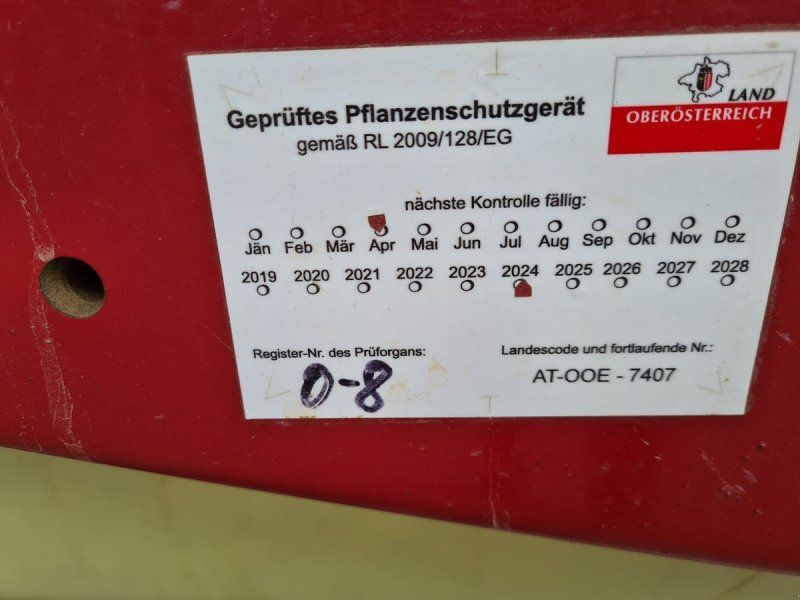 Geprüftes Pflanzenschutzgerät
gemäß RL 2009/128/EG
LAND
OBERÖSTERREICH
nächste Kontrolle fällig:
Jän Feb Mär Apr Mai Jun Jul Aug Sep Okt Nov Dez
2019 2020 2021 2022 2023 2024 2025 2026 2027 2028
Register-Nr. des Prüforgans:
0-8
Landescode und fortlaufende Nr.:
AT-OOE - 7407